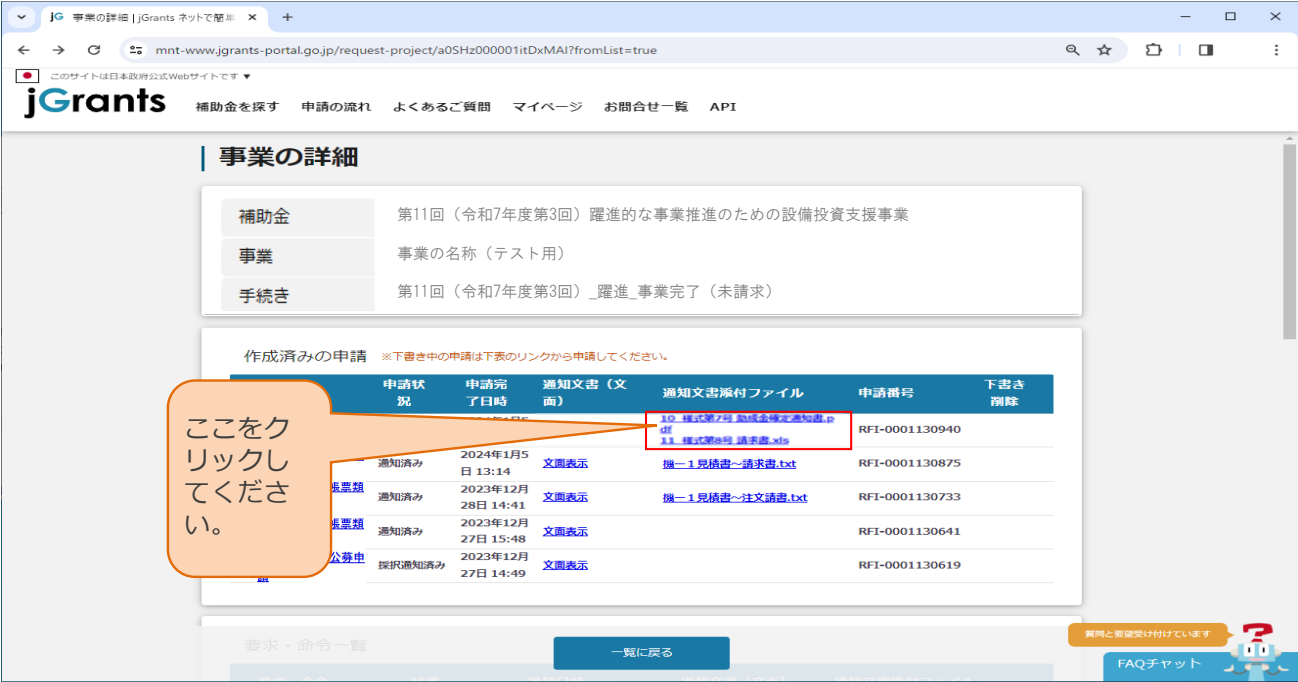 jG 事業の詳細 | jGrants ネットで簡単
mnt-www.jgrants-portal.go.jp/request-project/a0SHz000001itDxMAI?fromList=true
このサイトは日本政府公式Webサイトです ▼
jGrants 補助金を探す 申請の流れ よくあるご質問 マイページ お問合せ一覧 API
事業の詳細
補助金 第11回（令和7年度第3回）躍進的な事業推進のための設備投資支援事業
事業 事業の名称（テスト用）
手続き 第11回（令和7年度第3回）_躍進_事業完了（未請求）
作成済みの申請 ※下書き中の申請は下表のリンクから申請してください。
申請状況 申請完了日時 通知文書（文面） 通知文書添付ファイル 申請番号 下書き削除
10_様式第7号_助成金確定通知書.pdf
11_様式第8号_請求書.xls
RFI-0001130940
通知済み 2024年1月5日 13:14 文面表示 機－１見積書～請求書.txt RFI-0001130875
帳票類 通知済み 2023年12月28日 14:41 文面表示 機－１見積書～注文請書.txt RFI-0001130733
帳票類 通知済み 2023年12月27日 15:48 文面表示 RFI-0001130641
公募申請 採択通知済み 2023年12月27日 14:49 文面表示 RFI-0001130619
ここをク
リックし
てくださ
い。
要求・命令一覧
一覧に戻る
質問と要望受け付けています
FAQチャット